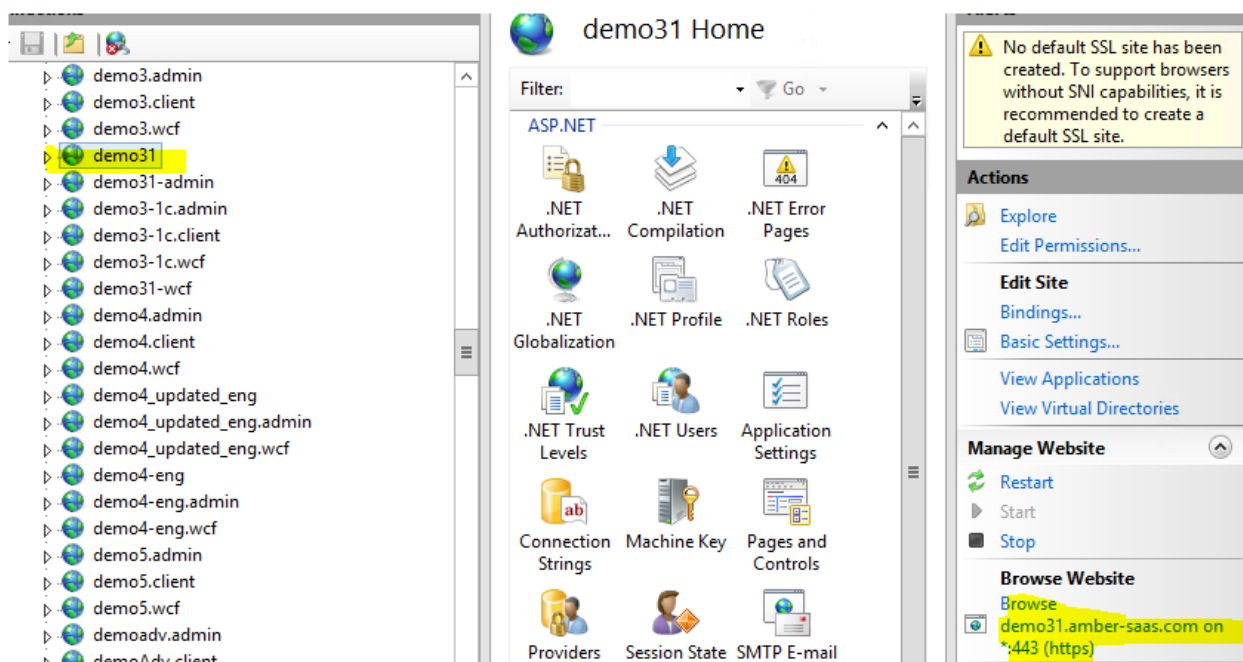 demo3.admin
demo3.client
demo3.wcf
demo31
demo31-admin
demo3-1c.admin
demo3-1c.client
demo3-1c.wcf
demo31-wcf
demo4.admin
demo4.client
demo4.wcf
demo4_updated_eng
demo4_updated_eng.admin
demo4_updated_eng.wcf
demo4-eng
demo4-eng.admin
demo4-eng.wcf
demo5.admin
demo5.client
demo5.wcf
demoadv.admin
demoAdv.client
demo31 Home
Filter:
Go
ASP.NET
.NET
Authorizat...
.NET
Compilation
.NET Error
Pages
404
.NET
Globalization
.NET Profile
.NET Roles
.NET Trust
Levels
.NET Users
Application
Settings
ab
Connection
Strings
Machine Key
Pages and
Controls
Providers
Session State
SMTP E-mail
Alerts
No default SSL site has been
created. To support browsers
without SNI capabilities, it is
recommended to create a
default SSL site.
Actions
Explore
Edit Permissions...
Edit Site
Bindings...
Basic Settings...
View Applications
View Virtual Directories
Manage Website
Restart
Start
Stop
Browse Website
Browse
demo31.amber-saas.com on
*:443 (https)